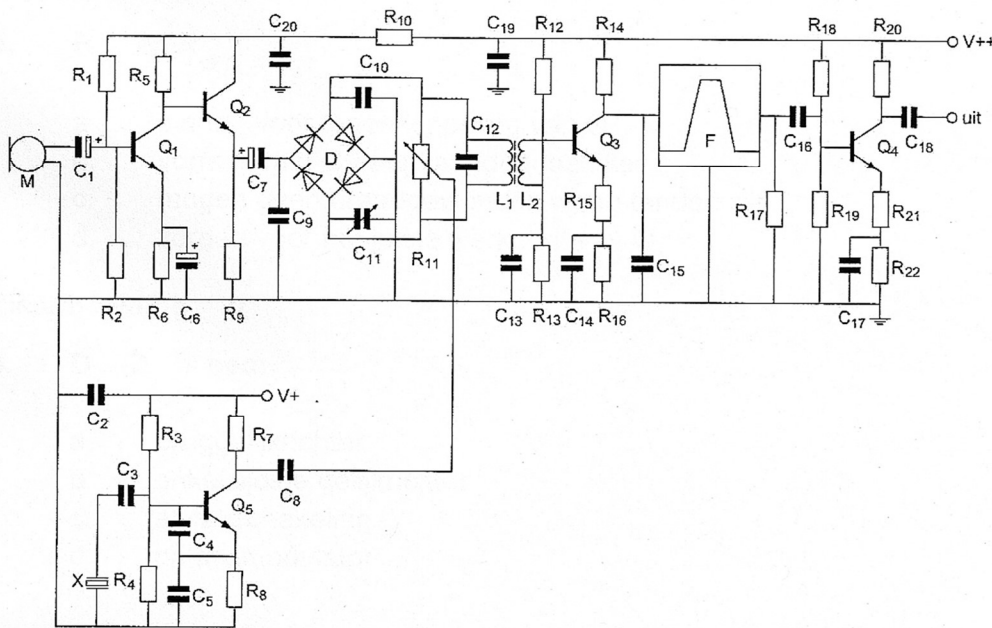 C20 R10 C19 R12 R14 R18 R20
V++
R1 R5 C10
Q2 C12 Q3 F C16 Q4 C18 uit
Q1 D
M C1 C7 L1 L2 R15
C9 R17 R19 R21
C11 R11 C15 R22
R2 R6 C6 R9 C13 R13 C14 R16 C17
C2 V+
R3 R7
C3 C8
Q5
C4
X R4 C5 R8